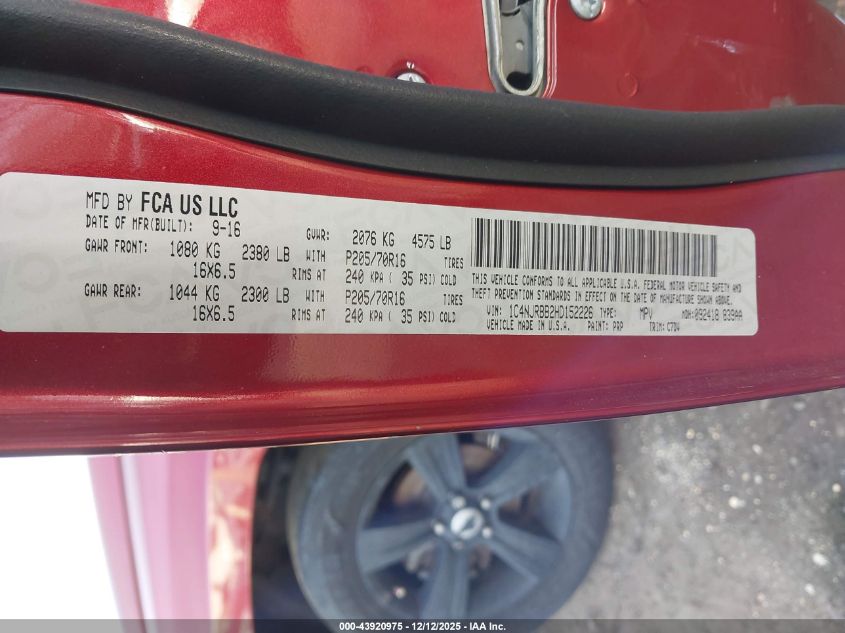 MFD BY FCA US LLC
DATE OF MFR(BUILT): 9-16 GVWR: 2076 KG 4575 LB
GAWR FRONT: 1080 KG 2380 LB WITH P205/70R16 TIRES
16X6.5 RIMS AT 240 KPA ( 35 PSI) COLD
GAWR REAR: 1044 KG 2300 LB WITH P205/70R16 TIRES
16X6.5 RIMS AT 240 KPA ( 35 PSI) COLD
THIS VEHICLE CONFORMS TO ALL APPLICABLE U.S.A. FEDERAL MOTOR VEHICLE SAFETY AND
THEFT PREVENTION STANDARDS IN EFFECT ON THE DATE OF MANUFACTURE SHOWN ABOVE.
VIN: 1C4NJRBB2HD152226 TYPE: MPV MDH:092418 839AA
VEHICLE MADE IN U.S.A. PAINT: PRP TRIM: C7DV
000-43920975 - 12/12/2025 - IAA Inc.